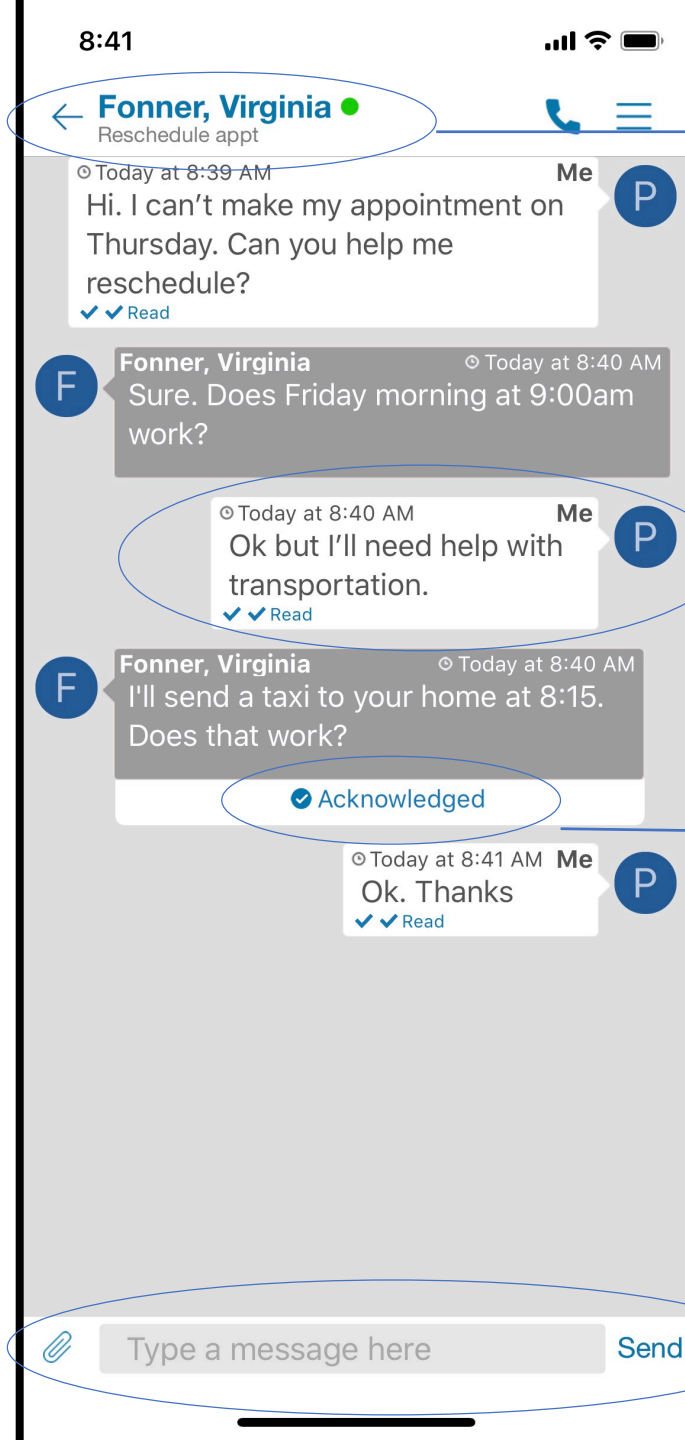 8:41
Fonner, Virginia
Reschedule appt
Today at 8:39 AM Me
P
Hi. I can't make my appointment on
Thursday. Can you help me
reschedule?
Read
F
Fonner, Virginia Today at 8:40 AM
Sure. Does Friday morning at 9:00am
work?
Today at 8:40 AM Me
P
Ok but I'll need help with
transportation.
Read
F
Fonner, Virginia Today at 8:40 AM
I'll send a taxi to your home at 8:15.
Does that work?
Acknowledged
Today at 8:41 AM Me
P
Ok. Thanks
Read
Type a message here Send